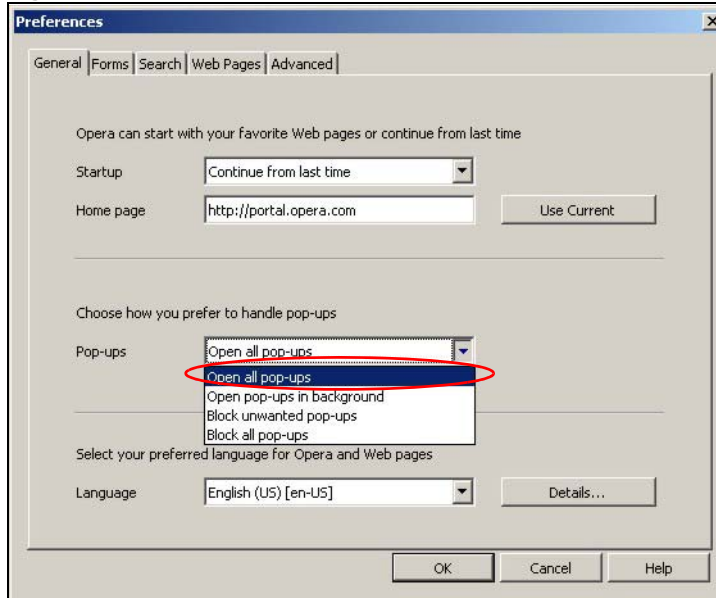 Preferences
General Forms Search Web Pages Advanced
Opera can start with your favorite Web pages or continue from last time
Startup Continue from last time
Home page http://portal.opera.com Use Current
Choose how you prefer to handle pop-ups
Pop-ups Open all pop-ups
Open all pop-ups
Open pop-ups in background
Block unwanted pop-ups
Block all pop-ups
Select your preferred language for Opera and Web pages
Language English (US) [en-US] Details...
OK Cancel Help